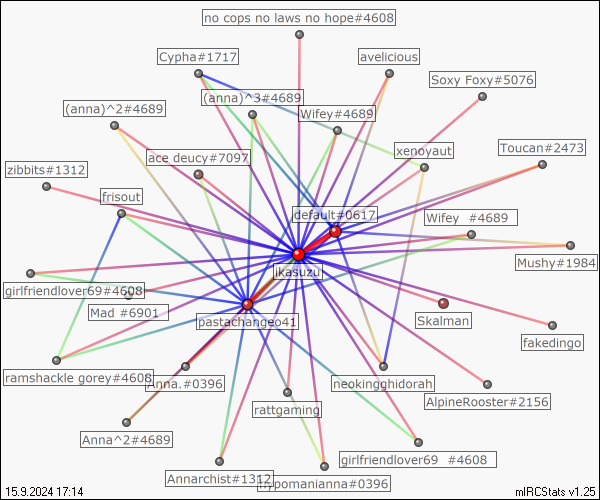 no cops no laws no hope#4608
Cypha#1717
avelicious
Soxy Foxy#5076
(anna)^2#4689
(anna)^3#4689
Wifey#4689
ace deucy#7097
xenoyaut
Toucan#2473
zibbits#1312
frisout
default#0617
Wifey  #4689
ikasuzu
Mushy#1984
girlfriendlover69#4608
Mad #6901
pastachangeo41
Skalman
fakedingo
ramshackle gorey#4608
Anna.#0396
neokingghidorah
rattgaming
AlpineRooster#2156
Anna^2#4689
girlfriendlover69  #4608
Annarchist#1312
hypomanianna#0396
15.9.2024 17:14
mIRCStats v1.25